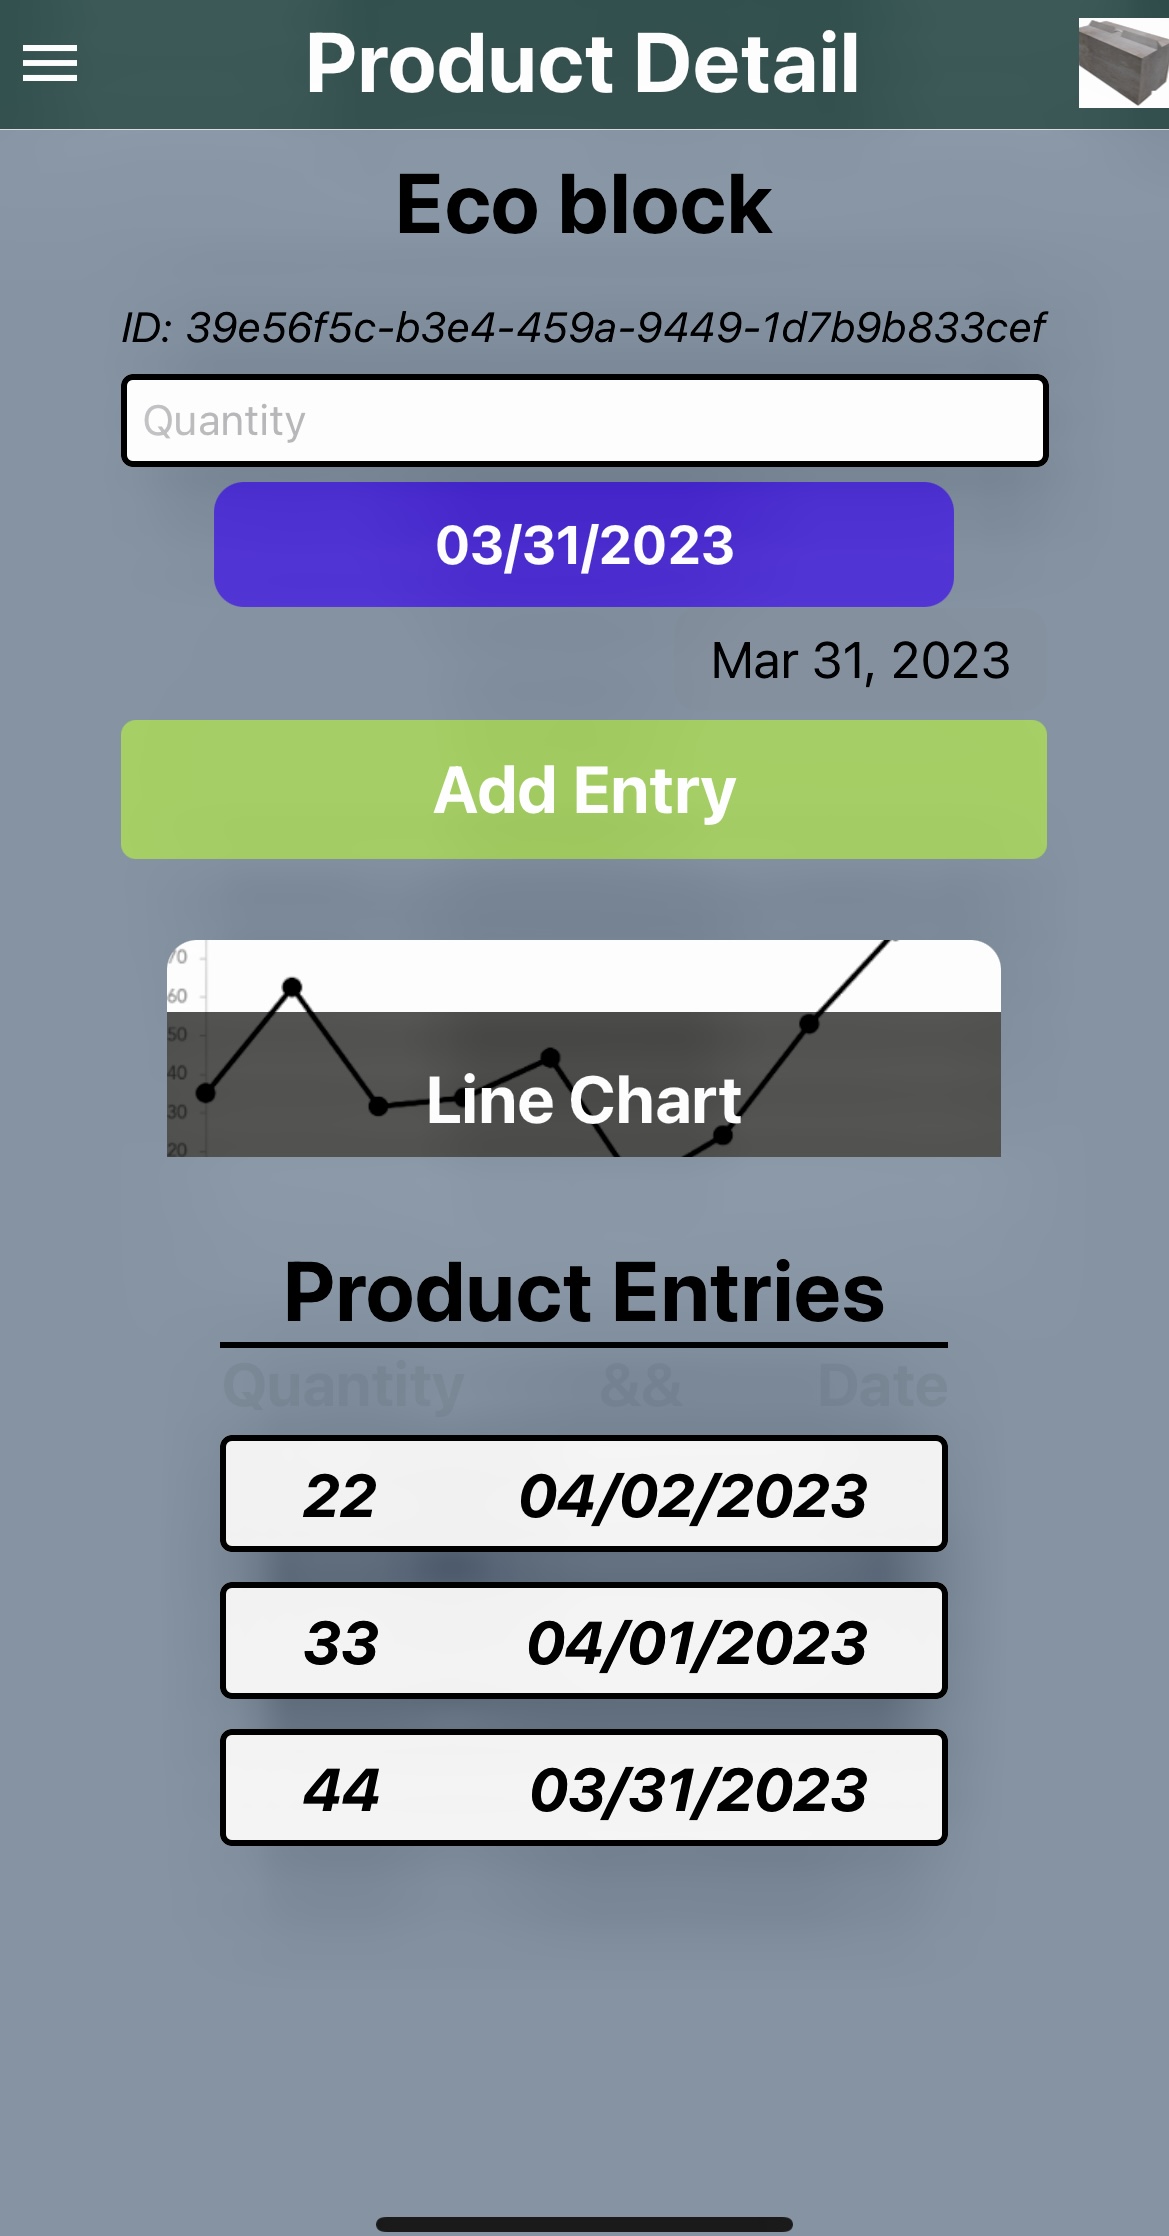 Product Detail
Eco block
ID: 39e56f5c-b3e4-459a-9449-1d7b9b833cef
Quantity
03/31/2023
Mar 31, 2023
Add Entry
70
60
50
40
30
20
Line Chart
Product Entries
Quantity && Date
22 04/02/2023
33 04/01/2023
44 03/31/2023